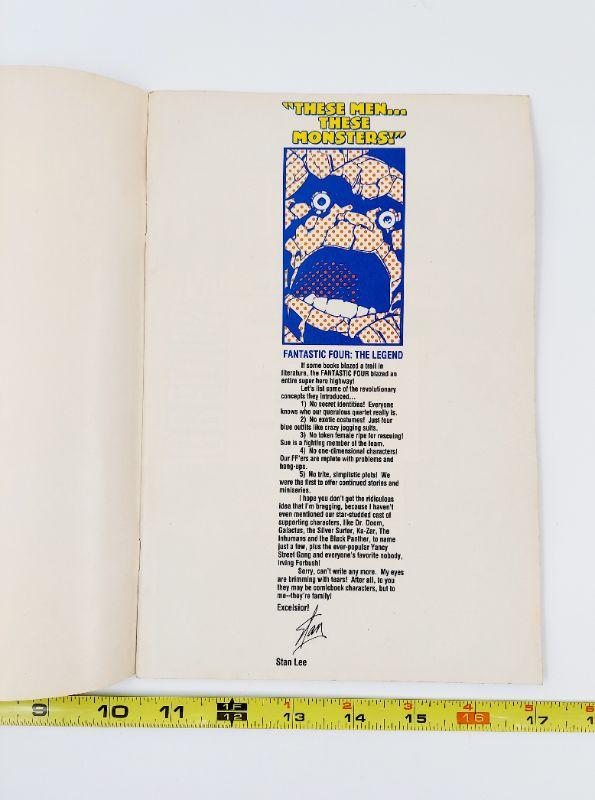 "THESE MEN...
THESE
MONSTERS!"
FANTASTIC FOUR: THE LEGEND
If some books blazed a trail in
literature, the FANTASTIC FOUR blazed an
entire super hero highway!
Let's list some of the revolutionary
concepts they introduced...
1) No secret identities! Everyone
knows who our querulous quartet really is.
2) No exotic costumes! Just four
blue outfits like crazy jogging suits.
3) No token female ripe for rescuing!
Sue is a fighting member of the team.
4) No one-dimensional characters!
Our FF'ers are replete with problems and
hang-ups.
5) No trite, simplistic plots! We
were the first to offer continued stories and
miniseries.
I hope you don't get the ridiculous
idea that I'm bragging, because I haven't
even mentioned our star-studded cast of
supporting characters, like Dr. Doom,
Galactus, the Silver Surfer, Ka-Zar, The
Inhumans and the Black Panther, to name
just a few, plus the ever-popular Yancy
Street Gang and everyone's favorite nobody,
Irving Forbush!
Sorry, can't write any more. My eyes
are brimming with tears! After all, to you
they may be comicbook characters, but to
me--they're family!
Excelsior!
Stan
Stan Lee
1F 1 2 3 4 5 6
9 10 11 12 13 14 15 16 17